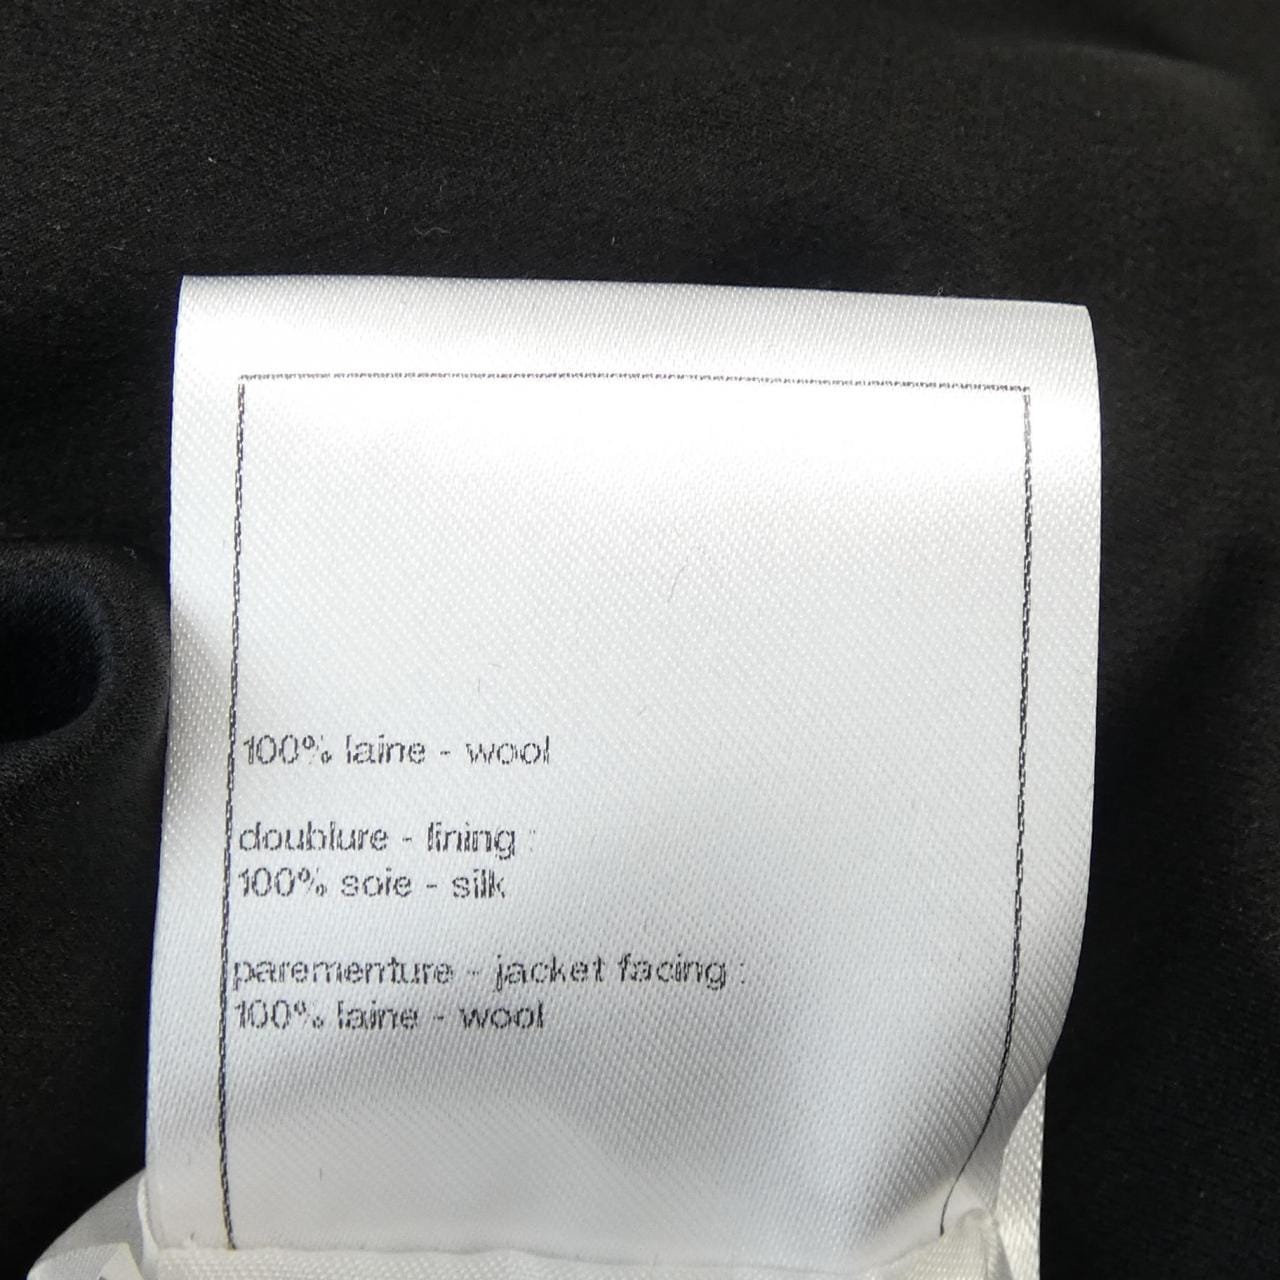 100% laine - wool
doublure - lining :
100% soie - silk
parementure - jacket facing :
100% laine - wool